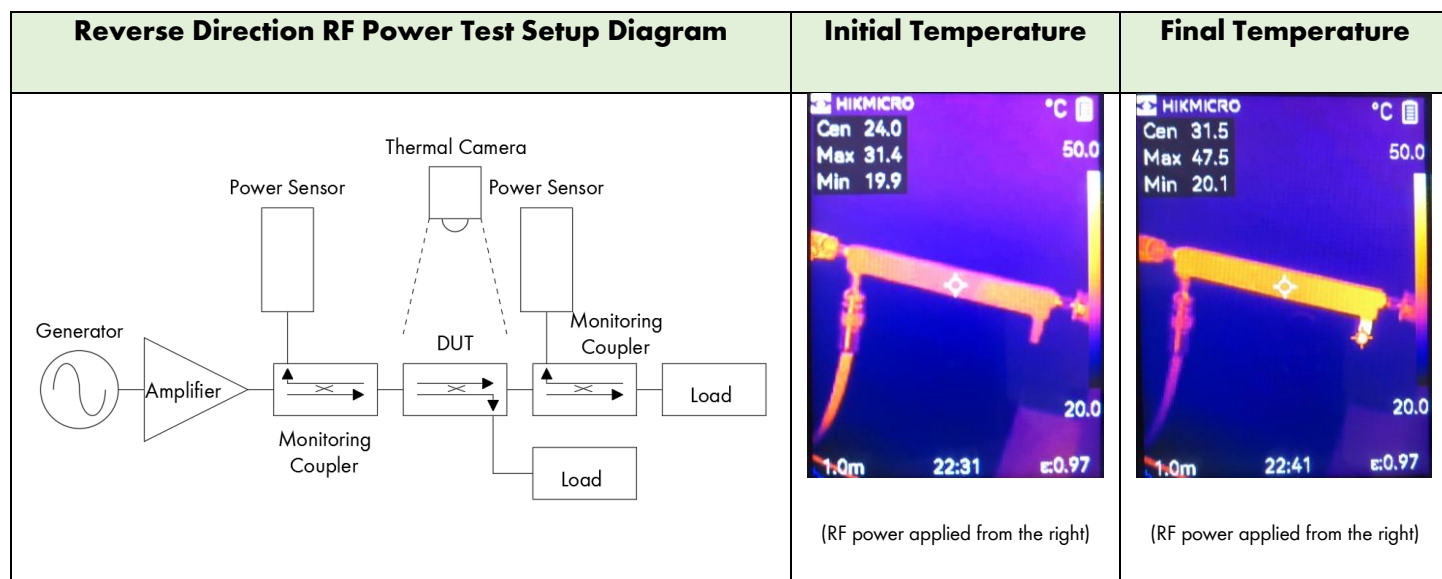 Reverse Direction RF Power Test Setup Diagram
Initial Temperature
Final Temperature
Thermal Camera
Power Sensor
Power Sensor
Generator
Amplifier
Monitoring
Coupler
DUT
Monitoring
Coupler
Load
Load
HIKMICRO
°C
Cen 24.0
Max 31.4
Min 19.9
50.0
20.0
1.0m 22:31 ε:0.97
(RF power applied from the right)
HIKMICRO
°C
Cen 31.5
Max 47.5
Min 20.1
50.0
20.0
1.0m 22:41 ε:0.97
(RF power applied from the right)